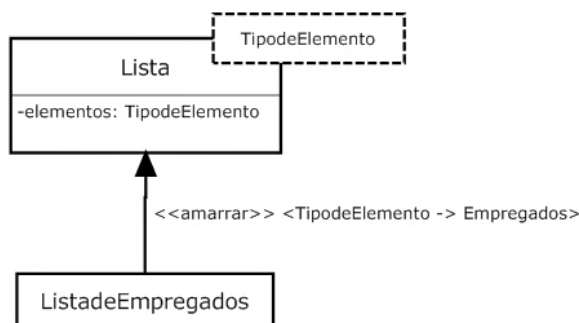 TipodeElemento
Lista
-elementos: TipodeElemento
<<amarrar>> <TipodeElemento -> Empregados>
ListadeEmpregados